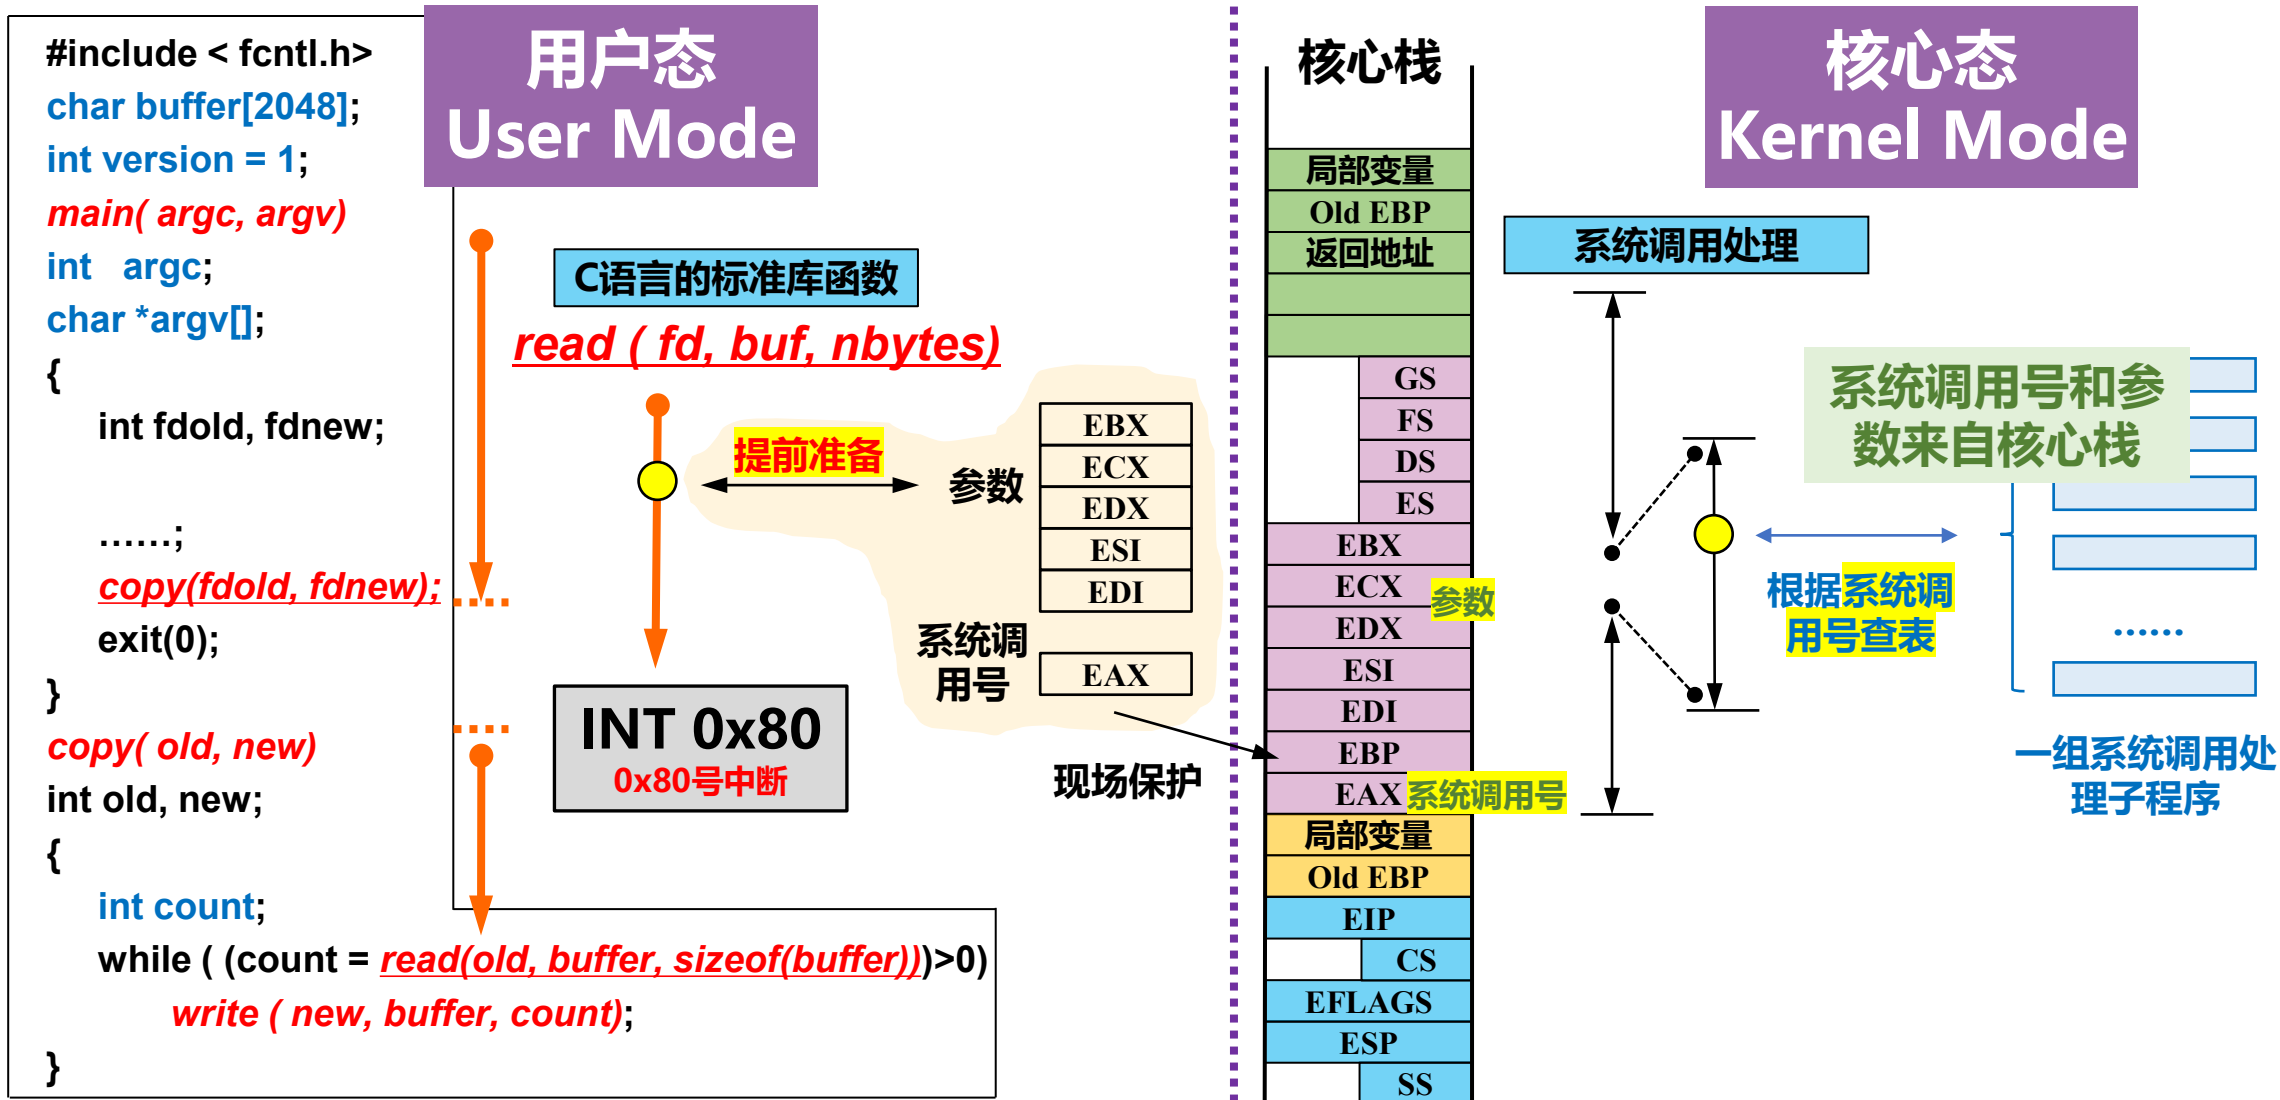 #include < fcntl.h>
char buffer[2048];
int version = 1;
main( argc, argv)
int argc;
char *argv[];
{
int fdold, fdnew;
……;
copy(fdold, fdnew);
exit(0);
}
copy( old, new)
int old, new;
{
int count;
while ( (count = read(old, buffer, sizeof(buffer)))>0)
write ( new, buffer, count);
}
用户态
User Mode
C语言的标准库函数
read ( fd, buf, nbytes)
提前准备
参数
EBX
ECX
EDX
ESI
EDI
系统调
用号
EAX
INT 0x80
0x80号中断
现场保护
核心栈
局部变量
Old EBP
返回地址
GS
FS
DS
ES
EBX
ECX
参数
EDX
ESI
EDI
EBP
EAX
系统调用号
局部变量
Old EBP
EIP
CS
EFLAGS
ESP
SS
核心态
Kernel Mode
系统调用处理
系统调用号和参
数来自核心栈
根据系统调
用号查表
……
一组系统调用处
理子程序